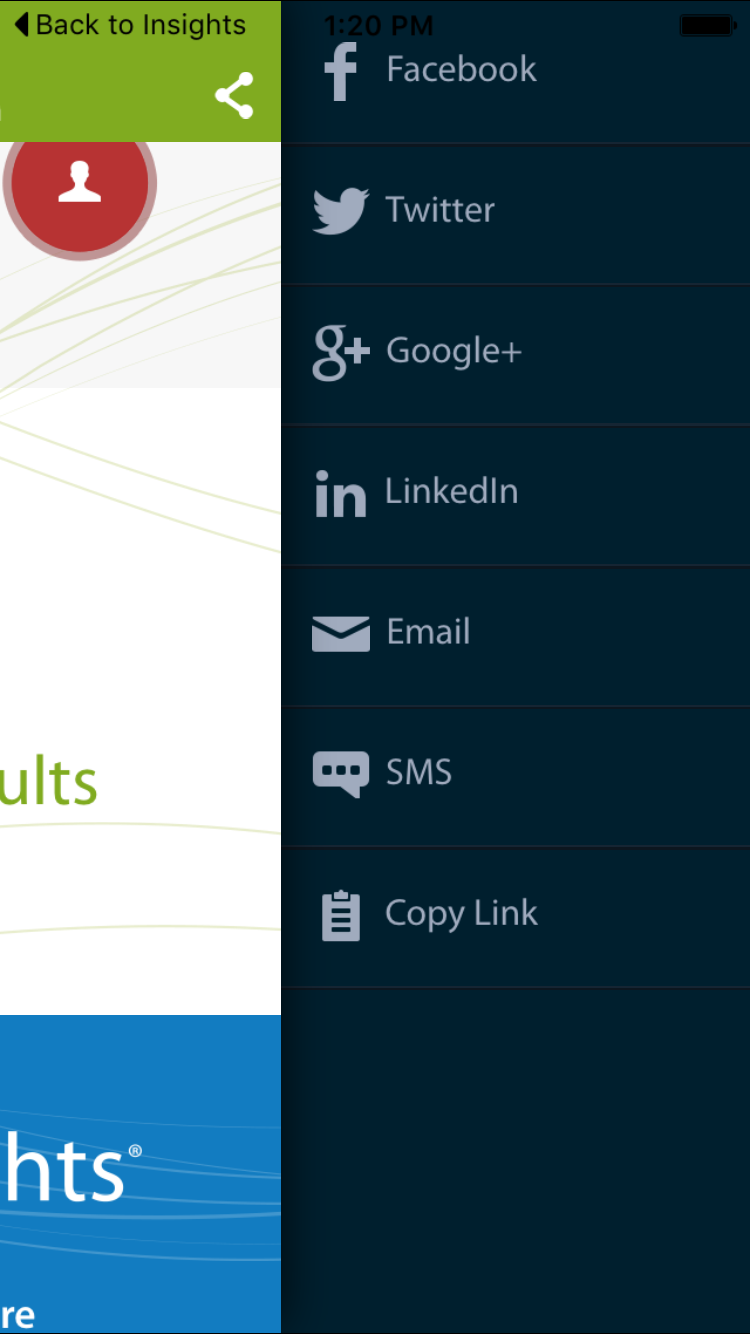 Back to Insights
1:20 PM
Facebook
Twitter
Google+
LinkedIn
Email
SMS
Copy Link
ults
hts®
re